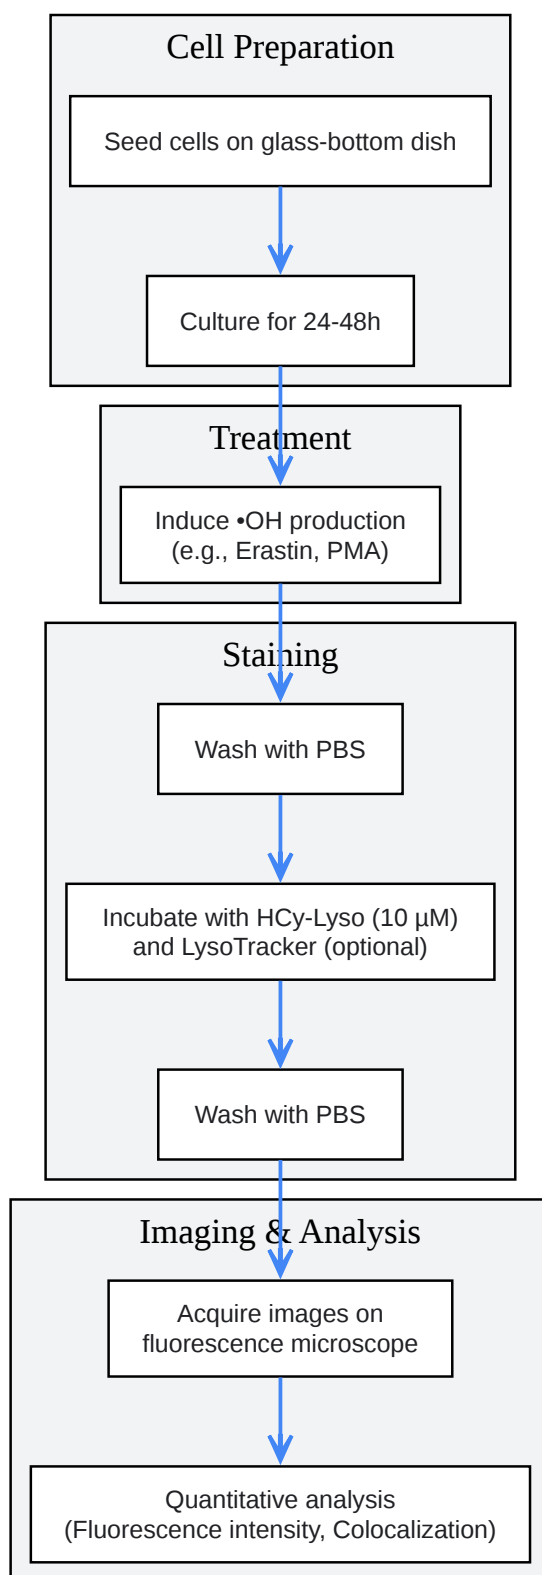 Cell Preparation
Seed cells on glass-bottom dish
Culture for 24-48h
Treatment
Induce •OH production
(e.g., Erastin, PMA)
Staining
Wash with PBS
Incubate with HCy-Lyso (10 µM)
and LysoTracker (optional)
Wash with PBS
Imaging & Analysis
Acquire images on
fluorescence microscope
Quantitative analysis
(Fluorescence intensity, Colocalization)